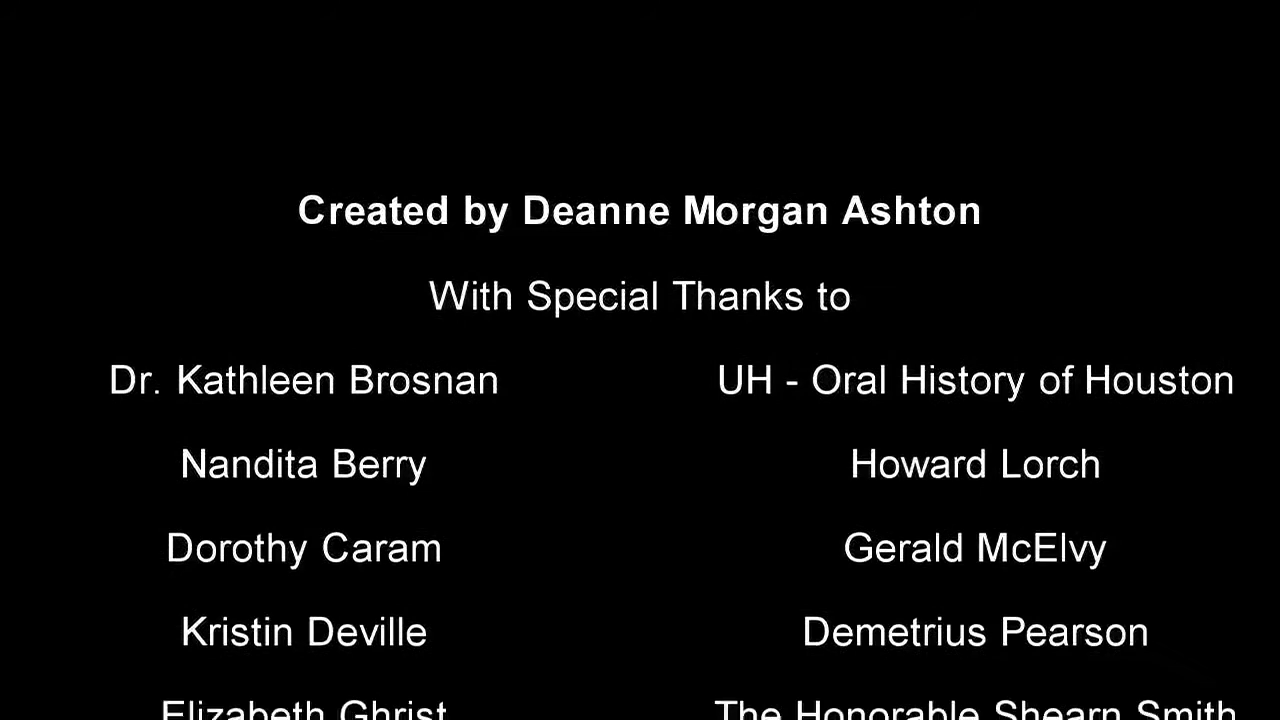 Created by Deanne Morgan Ashton
With Special Thanks to
Dr. Kathleen Brosnan UH - Oral History of Houston
Nandita Berry Howard Lorch
Dorothy Caram Gerald McElvy
Kristin Deville Demetrius Pearson
Elizabeth Ghrist The Honorable Shearn Smith